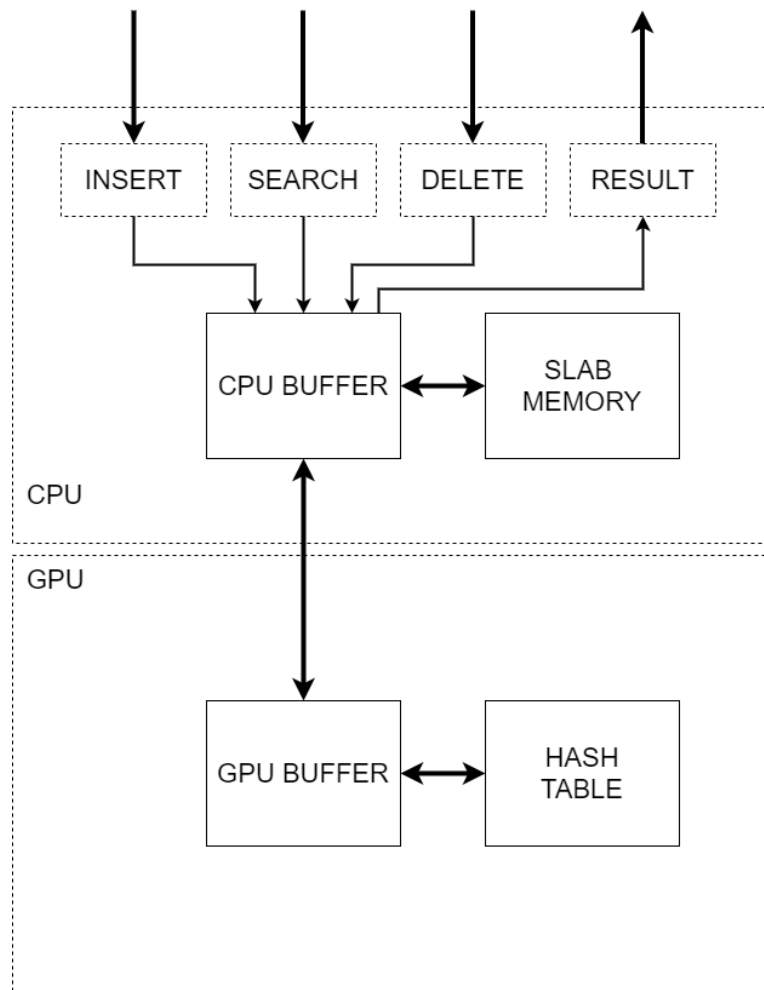 INSERT
SEARCH
DELETE
RESULT
CPU BUFFER
SLAB
MEMORY
CPU
GPU
GPU BUFFER
HASH
TABLE